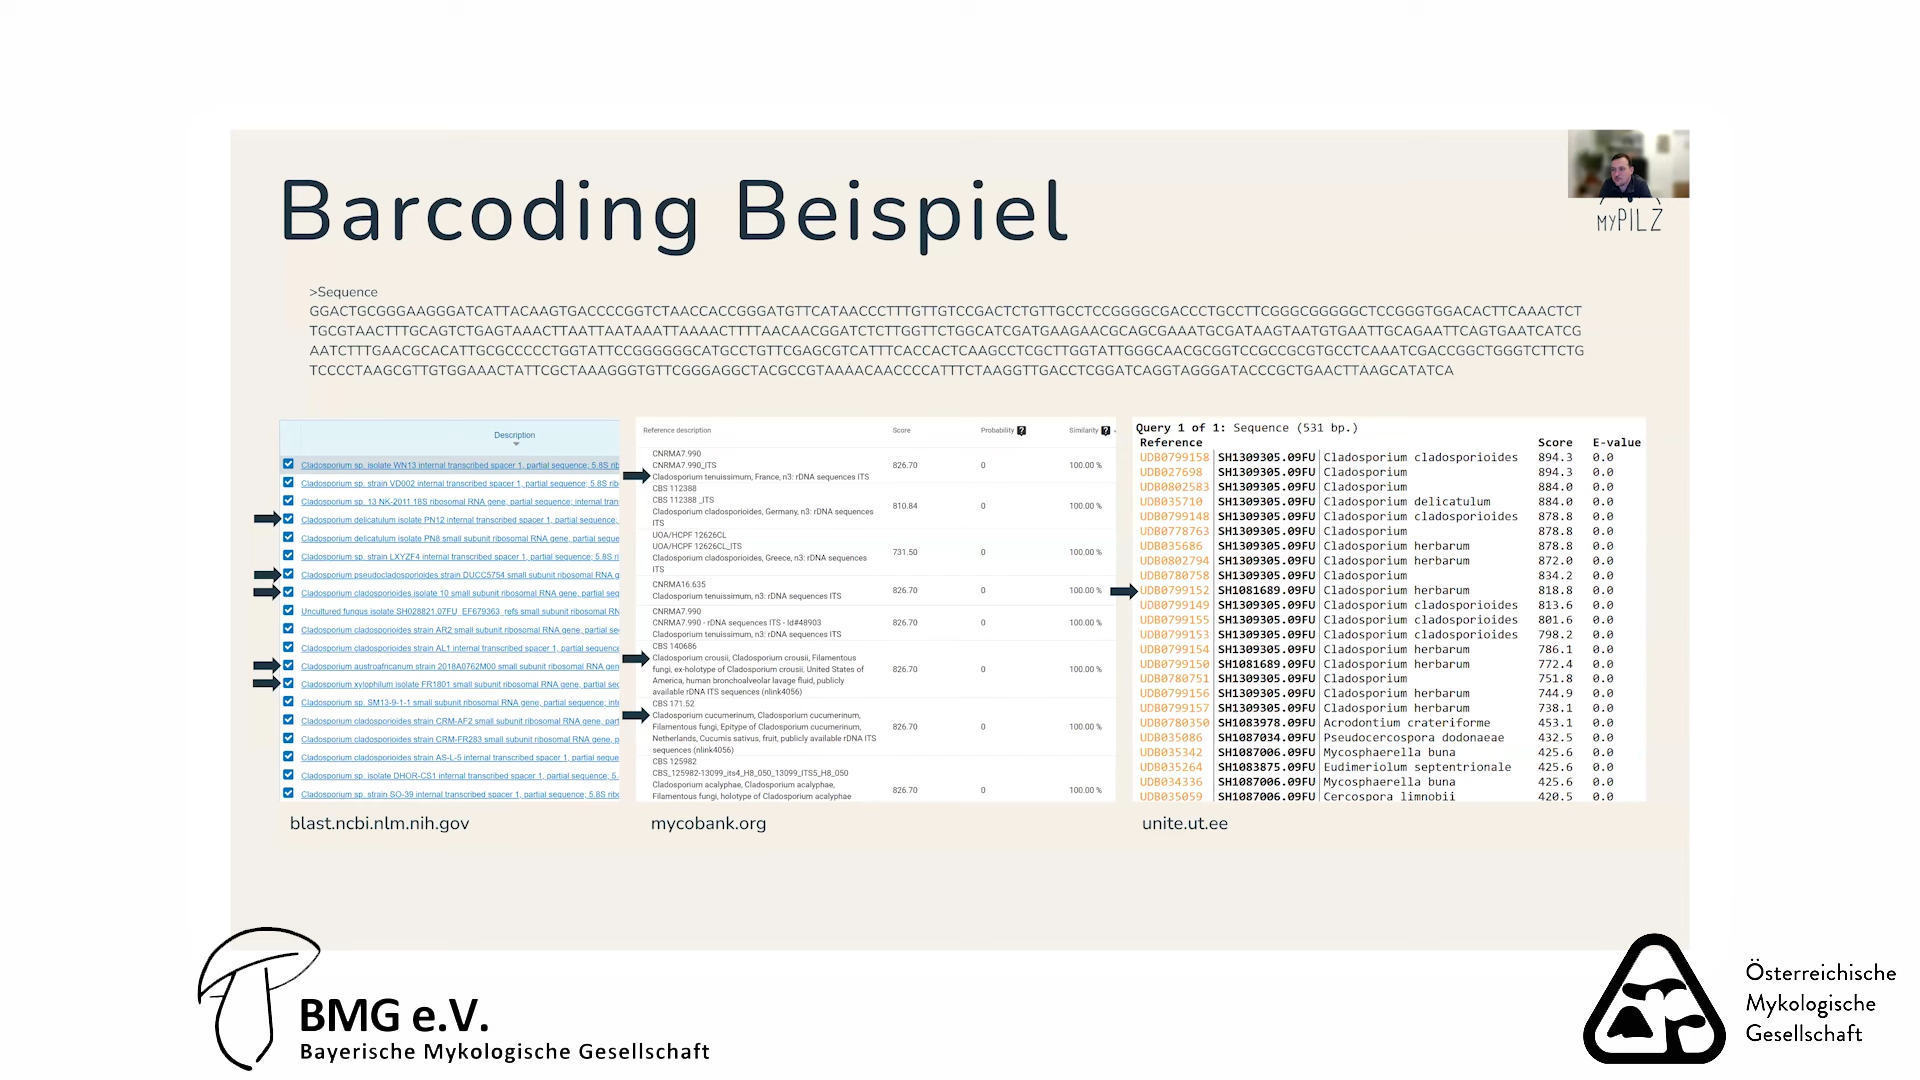 Barcoding Beispiel
myPILZ
>Sequence
GGACTGCGGGAAGGGATCATTACAAGTGACCCCGGTCTAACCACCGGGATGTTCATAACCCTTTGTTGTCCGACTCTGTTGCCTCCGGGGCGACCCTGCCTTCGGGCGGGGGCTCCGGGTGGACACTTCAAACTCT
TGCGTAACTTTGCAGTCTGAGTAAACTTAATTAATAAATTAAAACTTTTAACAACGGATCTCTTGGTTCTGGCATCGATGAAGAACGCAGCGAAATGCGATAAGTAATGTGAATTGCAGAATTCAGTGAATCATCG
AATCTTTGAACGCACATTGCGCCCCCTGGTATTCCGGGGGGCATGCCTGTTCGAGCGTCATTTCACCACTCAAGCCTCGCTTGGTATTGGGCAACGCGGTCCGCCGCGTGCCTCAAATCGACCGGCTGGGTCTTCTG
TCCCCTAAGCGTTGTGGAAACTATTCGCTAAAGGGTGTTCGGGAGGCTACGCCGTAAAACAACCCCATTTCTAAGGTTGACCTCGGATCAGGTAGGGATACCCGCTGAACTTAAGCATATCA
Description
Cladosporium sp. isolate WN13 internal transcribed spacer 1, partial sequence; 5.8S rib
Cladosporium sp. strain VD002 internal transcribed spacer 1, partial sequence; 5.8S rib
Cladosporium sp. 13 NK-2011 18S ribosomal RNA gene, partial sequence; internal tran
Cladosporium delicatulum isolate PN12 internal transcribed spacer 1, partial sequence;
Cladosporium delicatulum isolate PN8 small subunit ribosomal RNA gene, partial seque
Cladosporium sp. strain LXYZF4 internal transcribed spacer 1, partial sequence; 5.8S ri
Cladosporium pseudocladosporioides strain DUCC5754 small subunit ribosomal RNA g
Cladosporium cladosporioides isolate 10 small subunit ribosomal RNA gene, partial seq
Uncultured fungus isolate SH028821.07FU_EF679363_refs small subunit ribosomal RN
Cladosporium cladosporioides strain AR2 small subunit ribosomal RNA gene, partial se
Cladosporium cladosporioides strain AL1 internal transcribed spacer 1, partial sequence
Cladosporium austroafricanum strain 2018A0762M00 small subunit ribosomal RNA gen
Cladosporium xylophilum isolate FR1801 small subunit ribosomal RNA gene, partial sec
Cladosporium sp. SM13-9-1-1 small subunit ribosomal RNA gene, partial sequence; inte
Cladosporium cladosporioides strain CRM-AF2 small subunit ribosomal RNA gene, part
Cladosporium cladosporioides strain CRM-FR283 small subunit ribosomal RNA gene, p
Cladosporium cladosporioides strain AS-L-5 internal transcribed spacer 1, partial seque
Cladosporium sp. isolate DHOR-CS1 internal transcribed spacer 1, partial sequence; 5.
Cladosporium sp. strain SO-39 internal transcribed spacer 1, partial sequence; 5.8S ribo
blast.ncbi.nlm.nih.gov
Reference description Score Probability ? Similarity ?
CNRMA7.990
CNRMA7.990_ITS 826.70 0 100.00 %
Cladosporium tenuissimum, France, n3: rDNA sequences ITS
CBS 112388
CBS 112388 _ITS
Cladosporium cladosporioides, Germany, n3: rDNA sequences 810.84 0 100.00 %
ITS
UOA/HCPF 12626CL
UOA/HCPF 12626CL_ITS
Cladosporium cladosporioides, Greece, n3: rDNA sequences 731.50 0 100.00 %
ITS
CNRMA16.635
Cladosporium tenuissimum, n3: rDNA sequences ITS 826.70 0 100.00 %
CNRMA7.990
CNRMA7.990 - rDNA sequences ITS - Id#48903 826.70 0 100.00 %
Cladosporium tenuissimum, n3: rDNA sequences ITS
CBS 140686
Cladosporium crousii, Cladosporium crousii, Filamentous
fungi, ex-holotype of Cladosporium crousii, United States of 826.70 0 100.00 %
America, human bronchoalveolar lavage fluid, publicly
available rDNA ITS sequences (nlink4056)
CBS 171.52
Cladosporium cucumerinum, Cladosporium cucumerinum,
Filamentous fungi, Epitype of Cladosporium cucumerinum, 826.70 0 100.00 %
Netherlands, Cucumis sativus, fruit, publicly available rDNA ITS
sequences (nlink4056)
CBS 125982
CBS_125982-13099_its4_H8_050_13099_ITS5_H8_050
Cladosporium acalyphae, Cladosporium acalyphae, 826.70 0 100.00 %
Filamentous fungi, holotype of Cladosporium acalyphae
mycobank.org
Query 1 of 1: Sequence (531 bp.)
Reference Score E-value
UDB0799158 SH1309305.09FU Cladosporium cladosporioides 894.3 0.0
UDB027698 SH1309305.09FU Cladosporium 894.3 0.0
UDB0802583 SH1309305.09FU Cladosporium 884.0 0.0
UDB035710 SH1309305.09FU Cladosporium delicatulum 884.0 0.0
UDB0799148 SH1309305.09FU Cladosporium cladosporioides 878.8 0.0
UDB0778763 SH1309305.09FU Cladosporium 878.8 0.0
UDB035686 SH1309305.09FU Cladosporium herbarum 878.8 0.0
UDB0802794 SH1309305.09FU Cladosporium herbarum 872.0 0.0
UDB0780758 SH1309305.09FU Cladosporium 834.2 0.0
UDB0799152 SH1081689.09FU Cladosporium herbarum 818.8 0.0
UDB0799149 SH1309305.09FU Cladosporium cladosporioides 813.6 0.0
UDB0799155 SH1309305.09FU Cladosporium cladosporioides 801.6 0.0
UDB0799153 SH1309305.09FU Cladosporium cladosporioides 798.2 0.0
UDB0799154 SH1309305.09FU Cladosporium herbarum 786.1 0.0
UDB0799150 SH1081689.09FU Cladosporium herbarum 772.4 0.0
UDB0780751 SH1309305.09FU Cladosporium 751.8 0.0
UDB0799156 SH1309305.09FU Cladosporium herbarum 744.9 0.0
UDB0799157 SH1309305.09FU Cladosporium herbarum 738.1 0.0
UDB0780350 SH1083978.09FU Acrodontium crateriforme 453.1 0.0
UDB035086 SH1087034.09FU Pseudocercospora dodonaeae 432.5 0.0
UDB035342 SH1087006.09FU Mycosphaerella buna 425.6 0.0
UDB035264 SH1083875.09FU Eudimeriolum septentrionale 425.6 0.0
UDB034336 SH1087006.09FU Mycosphaerella buna 425.6 0.0
UDB035059 SH1087006.09FU Cercospora limnobii 420.5 0.0
unite.ut.ee
BMG e.V.
Bayerische Mykologische Gesellschaft
Österreichische
Mykologische
Gesellschaft